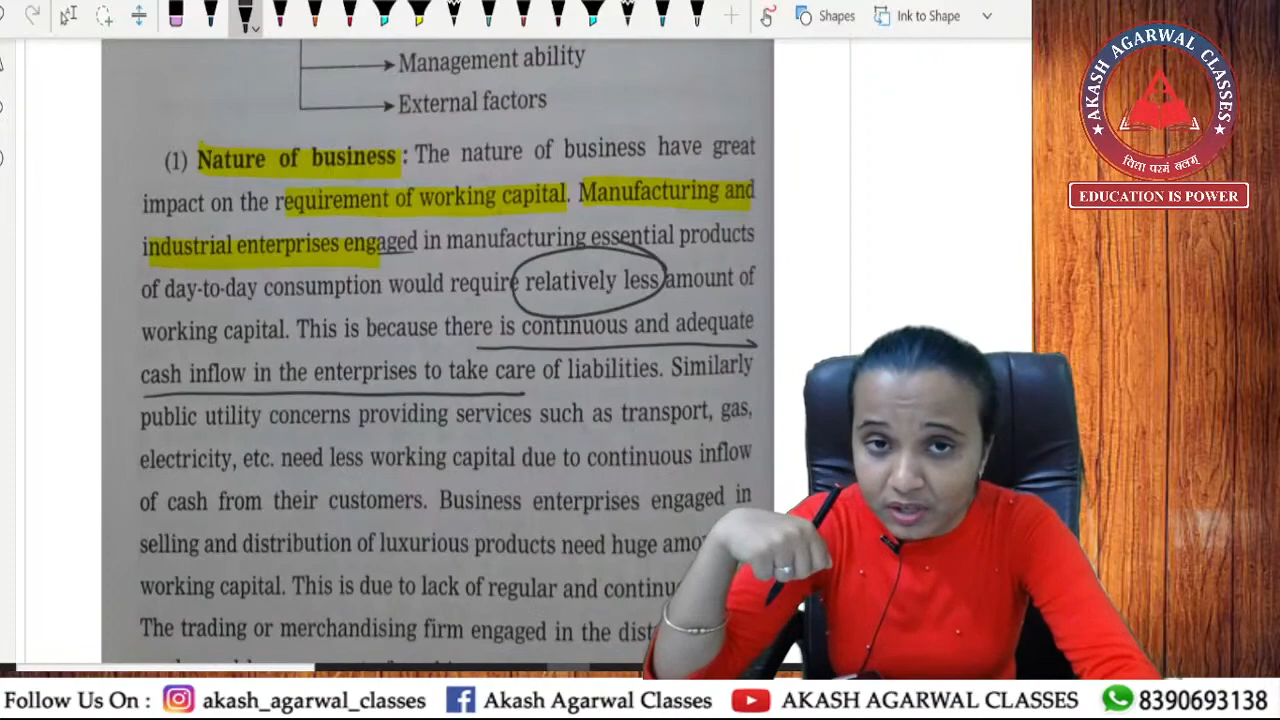 Shapes
Ink to Shape
Management ability
External factors
(1) Nature of business : The nature of business have great
impact on the requirement of working capital. Manufacturing and
industrial enterprises engaged in manufacturing essential products
of day-to-day consumption would require relatively less amount of
working capital. This is because there is continuous and adequate
cash inflow in the enterprises to take care of liabilities. Similarly
public utility concerns providing services such as transport, gas,
electricity, etc. need less working capital due to continuous inflow
of cash from their customers. Business enterprises engaged in
selling and distribution of luxurious products need huge
working capital. This is due to lack of regular and
The trading or merchandising firm engaged in the
AKASH AGARWAL CLASSES
विद्या परमं बलम्
EDUCATION IS POWER
Follow Us On : akash_agarwal_classes Akash Agarwal Classes AKASH AGARWAL CLASSES 8390693138